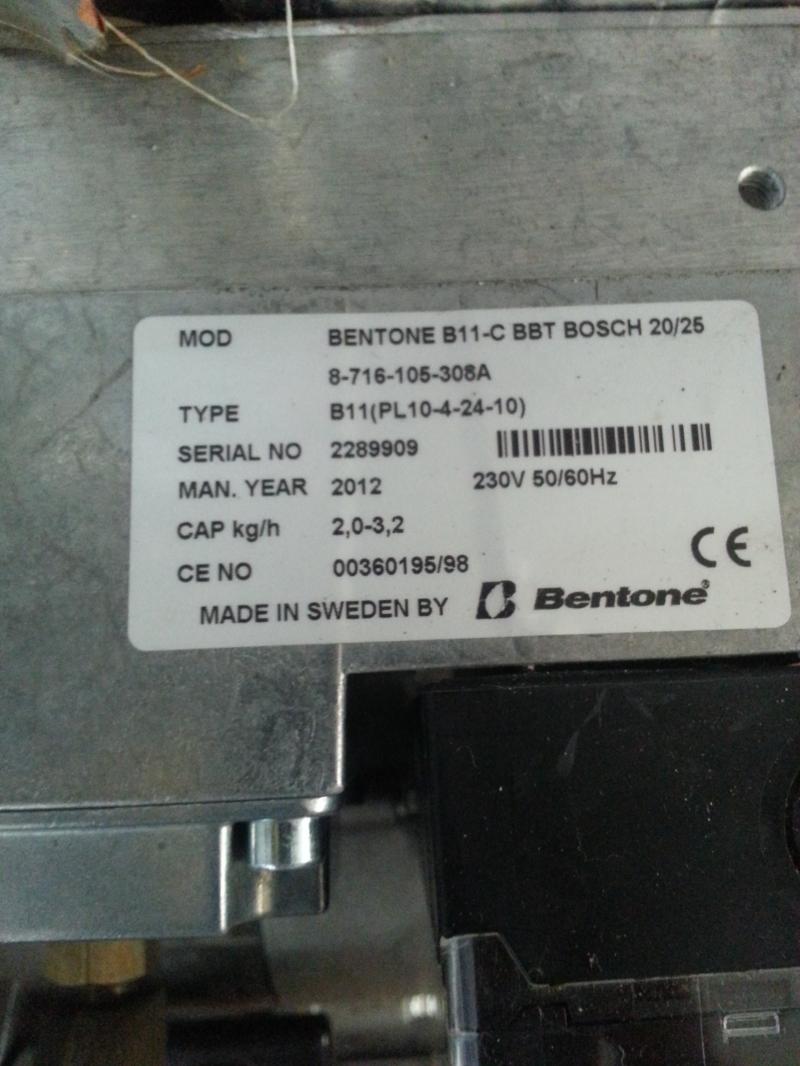 MOD BENTONE B11-C BBT BOSCH 20/25
8-716-105-308A
TYPE B11(PL10-4-24-10)
SERIAL NO 2289909
MAN. YEAR 2012 230V 50/60Hz
CAP kg/h 2,0-3,2
CE
CE NO 00360195/98
MADE IN SWEDEN BY B Bentone®